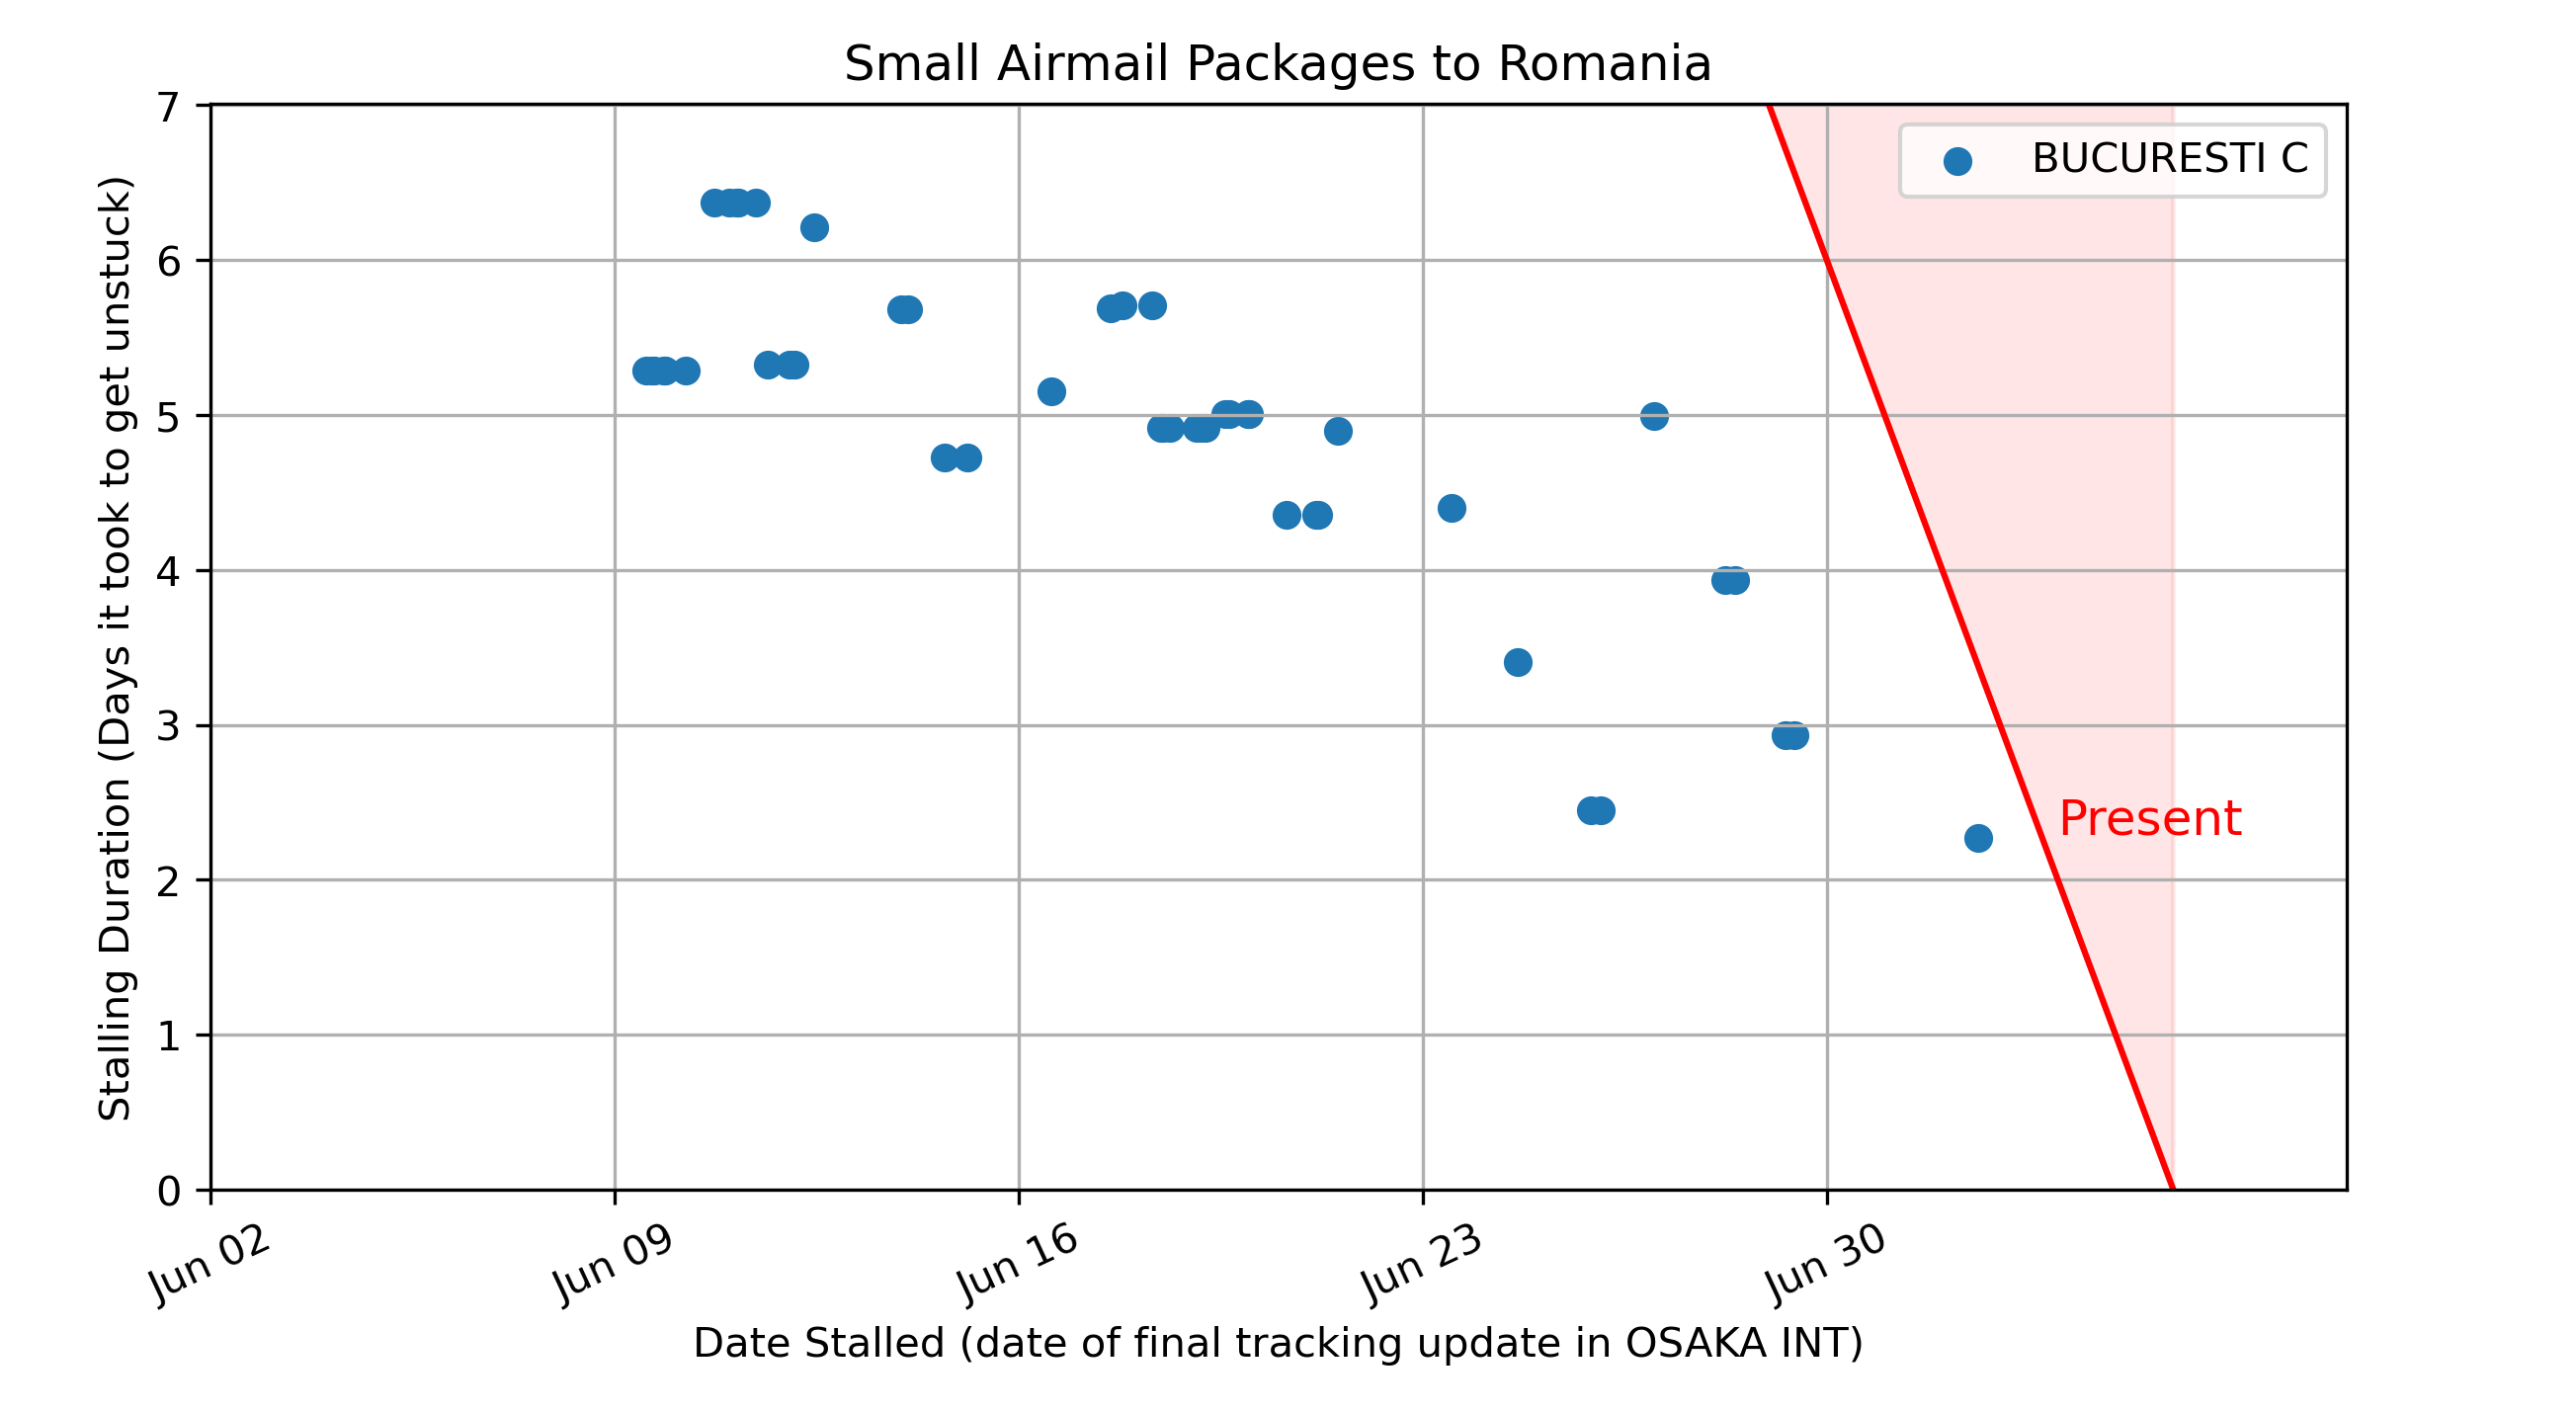 Small Airmail Packages to Romania
Stalling Duration (Days it took to get unstuck)
7
6
5
4
3
2
1
0
BUCURESTI C
Present
Jun 02
Jun 09
Jun 16
Jun 23
Jun 30
Date Stalled (date of final tracking update in OSAKA INT)